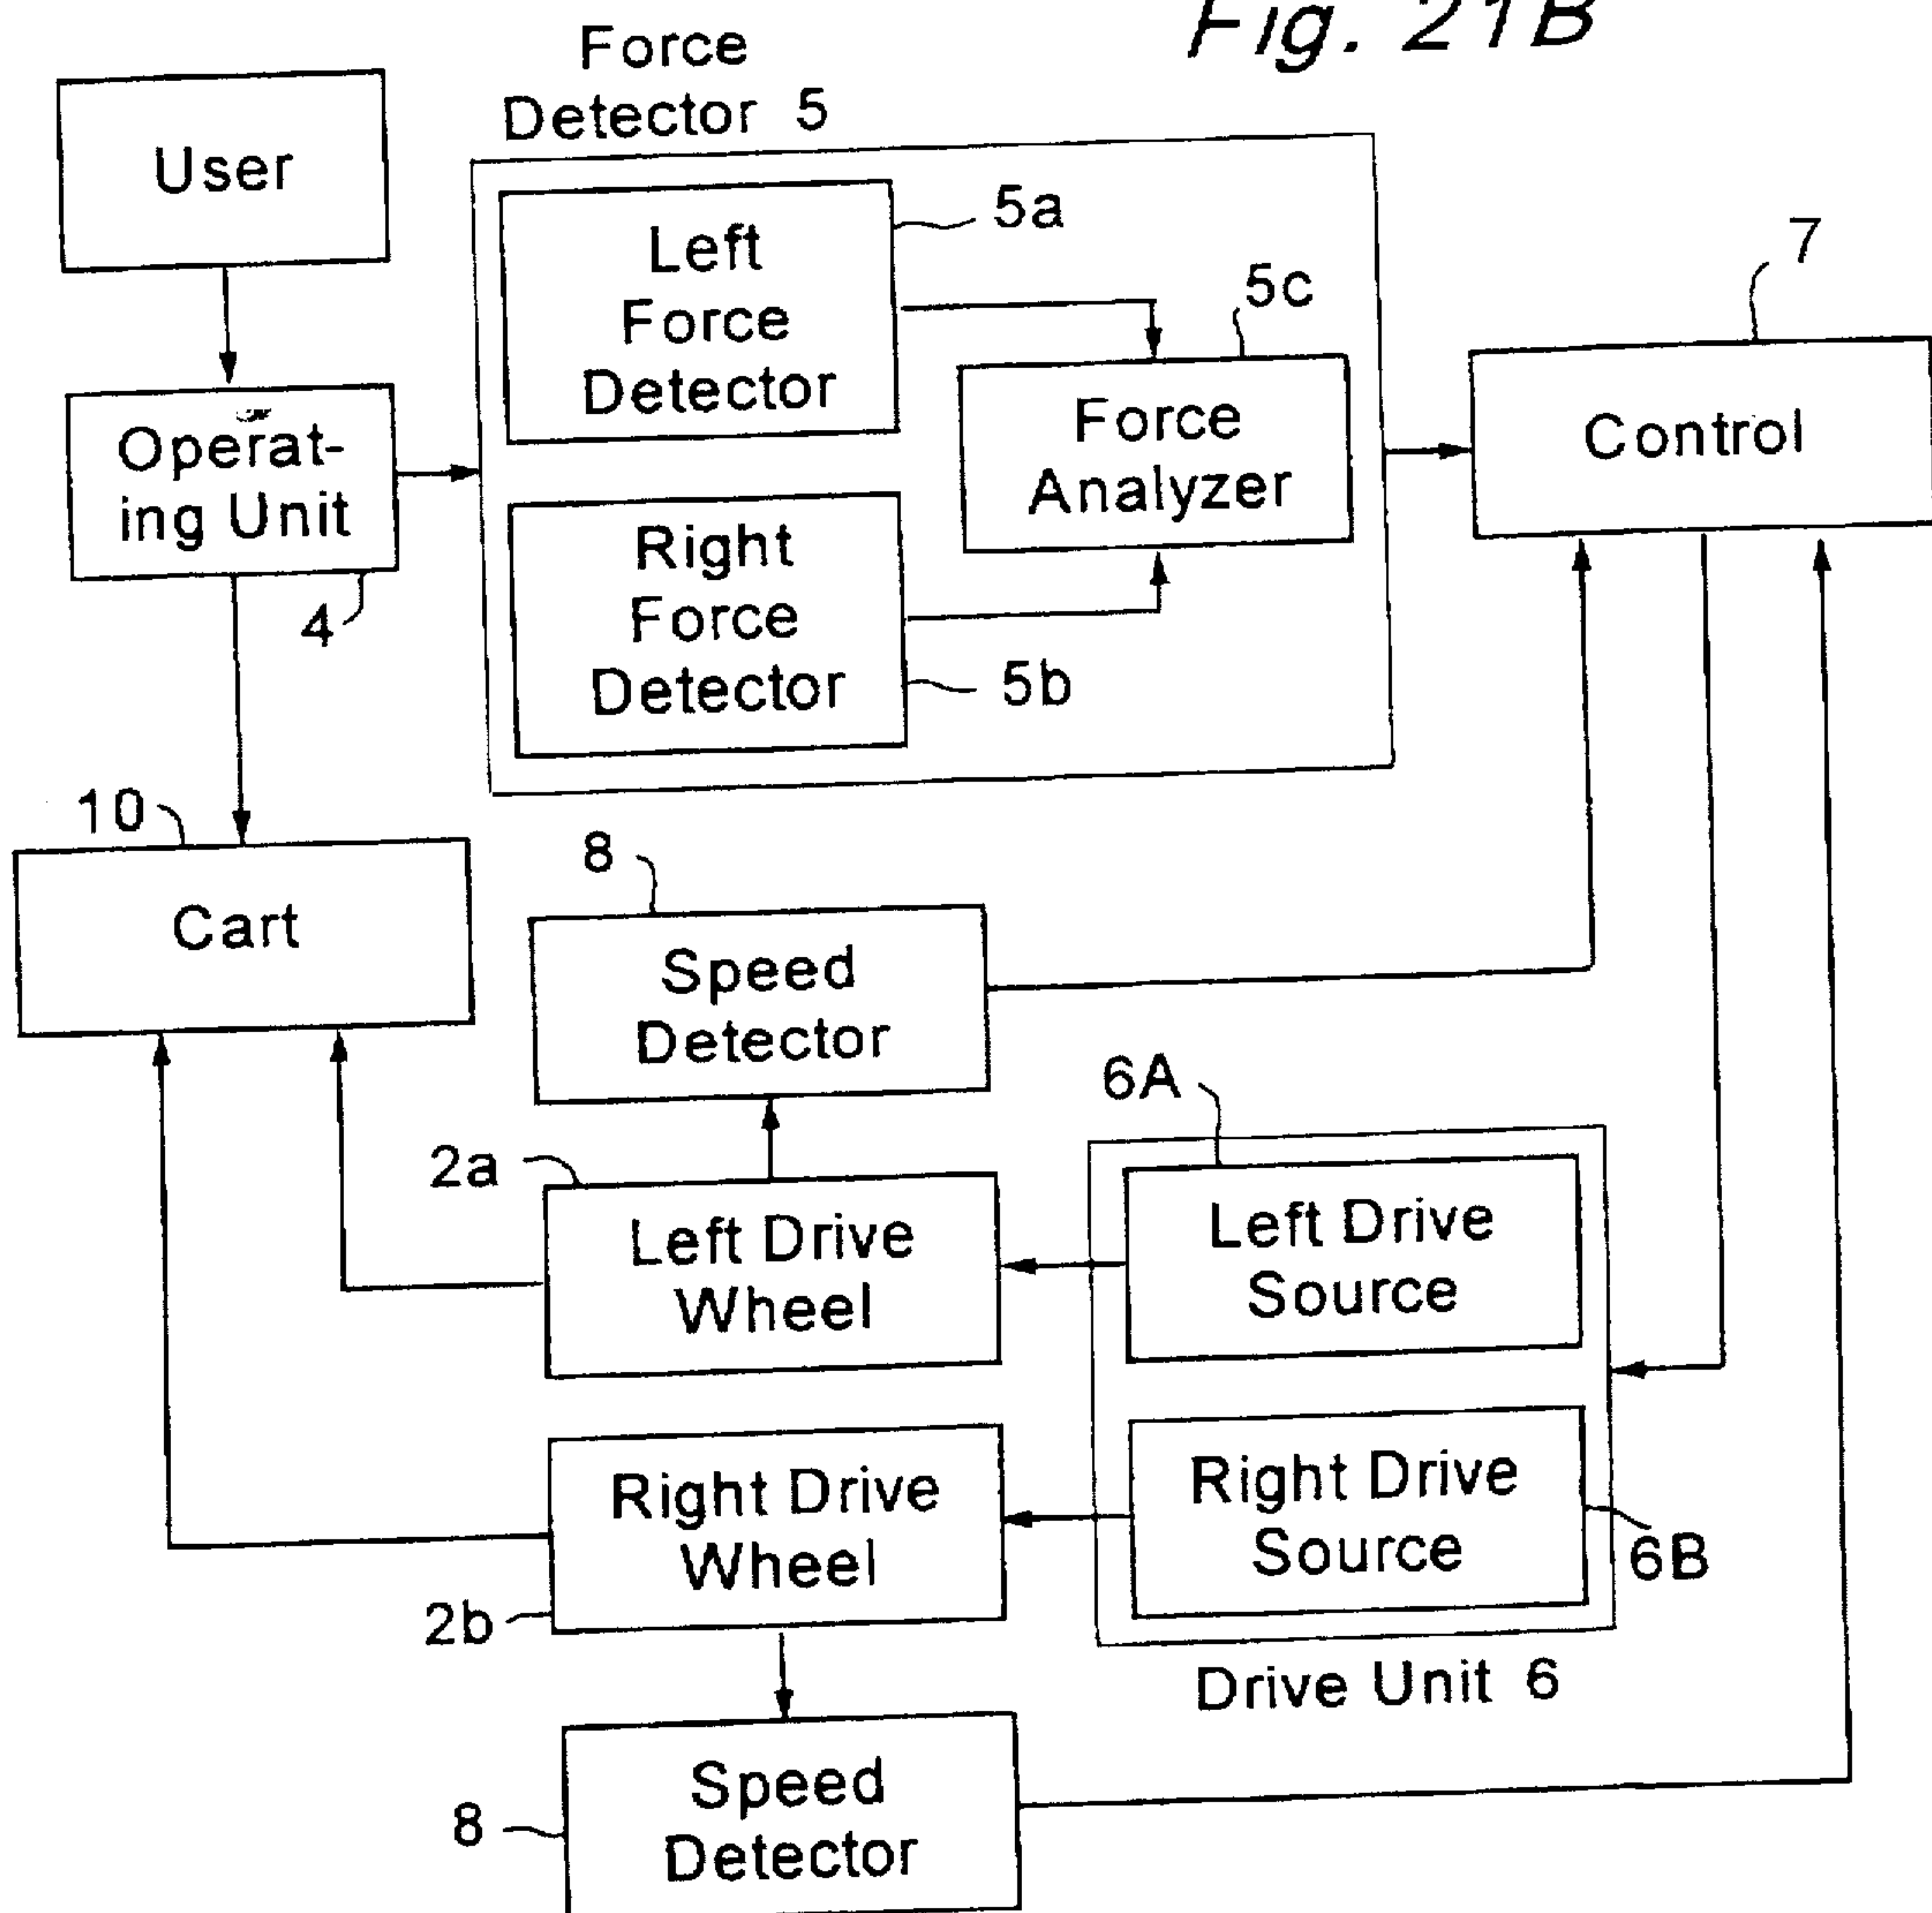 Fig. 21B
Force
Detector 5
User
Left
Force
Detector
5a
5c
7
Force
Analyzer
Control
Operat-
ing Unit
4
Right
Force
Detector
5b
10
Cart
8
Speed
Detector
6A
2a
Left Drive
Wheel
Left Drive
Source
Right Drive
Wheel
2b
Right Drive
Source
6B
Drive Unit 6
8
Speed
Detector